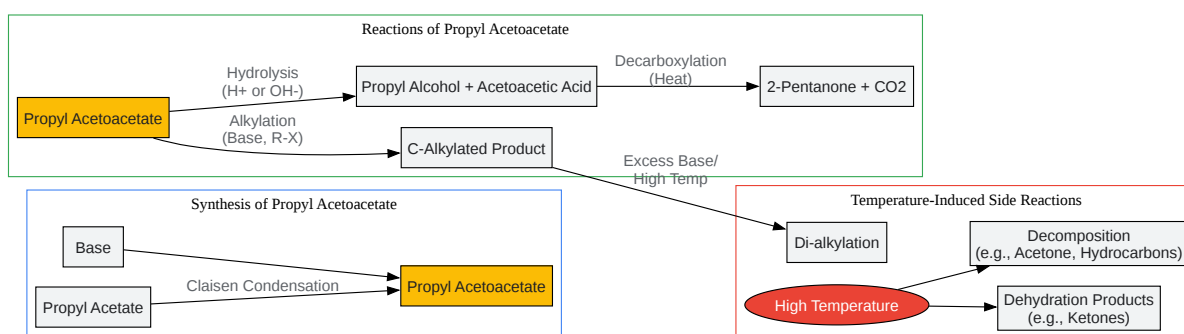 Reactions of Propyl Acetoacetate
Propyl Acetoacetate
Hydrolysis
(H+ or OH-)
Propyl Alcohol + Acetoacetic Acid
Decarboxylation
(Heat)
2-Pentanone + CO2
Alkylation
(Base, R-X)
C-Alkylated Product
Excess Base/
High Temp
Synthesis of Propyl Acetoacetate
Base
Propyl Acetate
Claisen Condensation
Propyl Acetoacetate
Temperature-Induced Side Reactions
Di-alkylation
High Temperature
Decomposition
(e.g., Acetone, Hydrocarbons)
Dehydration Products
(e.g., Ketones)